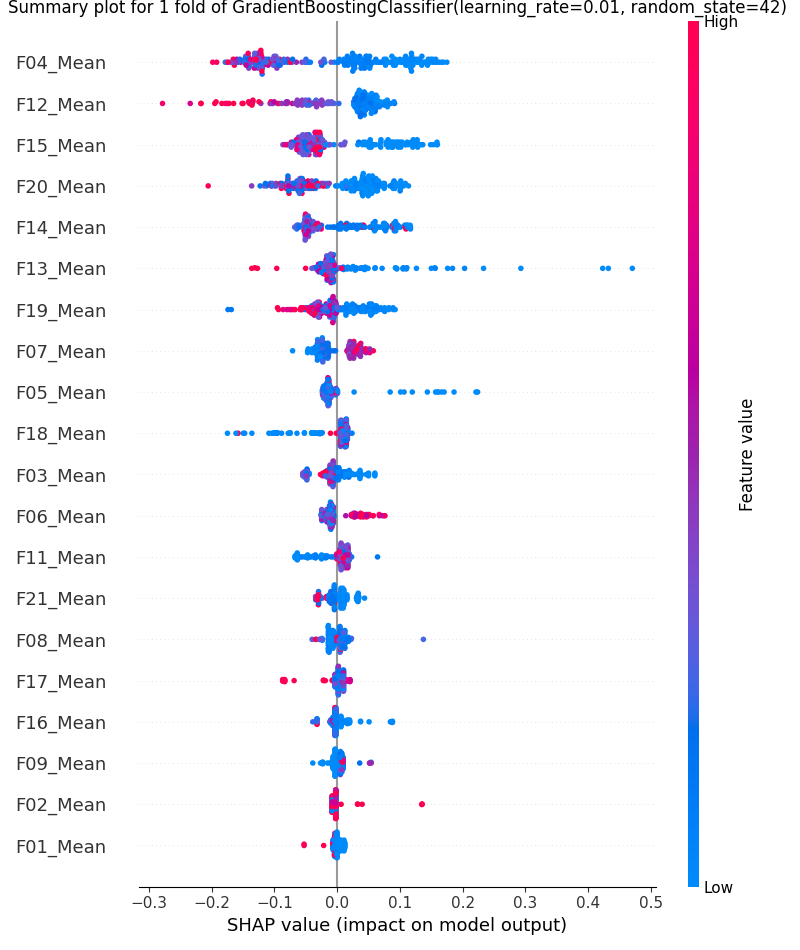 Summary plot for 1 fold of GradientBoostingClassifier(learning_rate=0.01, random_state=42)
High
F04_Mean
F12_Mean
F15_Mean
F20_Mean
F14_Mean
F13_Mean
F19_Mean
F07_Mean
F05_Mean
F18_Mean
F03_Mean
F06_Mean
F11_Mean
F21_Mean
F08_Mean
F17_Mean
F16_Mean
F09_Mean
F02_Mean
F01_Mean
Feature value
Low
−0.3 −0.2 −0.1 0.0 0.1 0.2 0.3 0.4 0.5
SHAP value (impact on model output)